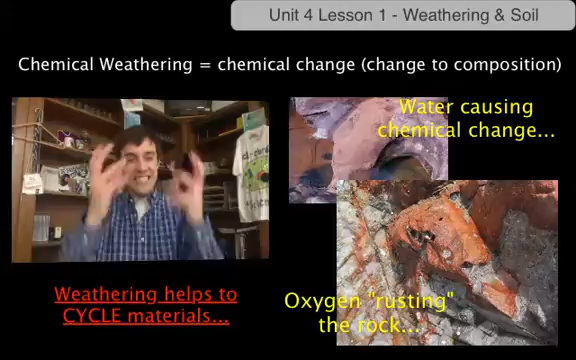 Unit 4 Lesson 1 - Weathering & Soil
Chemical Weathering = chemical change (change to composition)
Water causing
chemical change...
Weathering helps to
CYCLE materials...
Oxygen "rusting"
the rock...